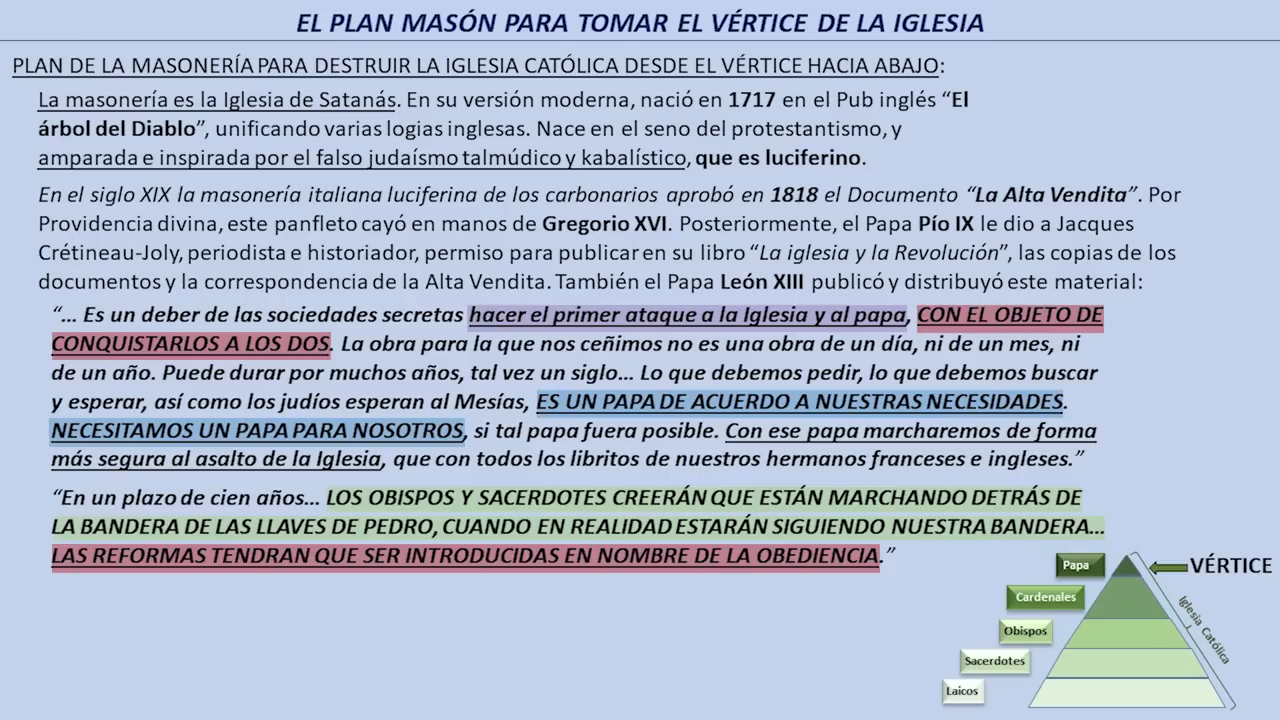 EL PLAN MASÓN PARA TOMAR EL VÉRTICE DE LA IGLESIA
PLAN DE LA MASONERÍA PARA DESTRUIR LA IGLESIA CATÓLICA DESDE EL VÉRTICE HACIA ABAJO:
La masonería es la Iglesia de Satanás. En su versión moderna, nació en 1717 en el Pub inglés “El
árbol del Diablo”, unificando varias logias inglesas. Nace en el seno del protestantismo, y
amparada e inspirada por el falso judaísmo talmúdico y kabalístico, que es luciferino.
En el siglo XIX la masonería italiana luciferina de los carbonarios aprobó en 1818 el Documento “La Alta Vendita”. Por
Providencia divina, este panfleto cayó en manos de Gregorio XVI. Posteriormente, el Papa Pío IX le dio a Jacques
Crétineau-Joly, periodista e historiador, permiso para publicar en su libro “La iglesia y la Revolución”, las copias de los
documentos y la correspondencia de la Alta Vendita. También el Papa León XIII publicó y distribuyó este material:
“... Es un deber de las sociedades secretas hacer el primer ataque a la Iglesia y al papa, CON EL OBJETO DE
CONQUISTARLOS A LOS DOS. La obra para la que nos ceñimos no es una obra de un día, ni de un mes, ni
de un año. Puede durar por muchos años, tal vez un siglo... Lo que debemos pedir, lo que debemos buscar
y esperar, así como los judíos esperan al Mesías, ES UN PAPA DE ACUERDO A NUESTRAS NECESIDADES.
NECESITAMOS UN PAPA PARA NOSOTROS, si tal papa fuera posible. Con ese papa marcharemos de forma
más segura al asalto de la Iglesia, que con todos los libritos de nuestros hermanos franceses e ingleses.”
“En un plazo de cien años... LOS OBISPOS Y SACERDOTES CREERÁN QUE ESTÁN MARCHANDO DETRÁS DE
LA BANDERA DE LAS LLAVES DE PEDRO, CUANDO EN REALIDAD ESTARÁN SIGUIENDO NUESTRA BANDERA...
LAS REFORMAS TENDRAN QUE SER INTRODUCIDAS EN NOMBRE DE LA OBEDIENCIA.”
Papa
VÉRTICE
Cardenales
Iglesia Católica
Obispos
Sacerdotes
Laicos